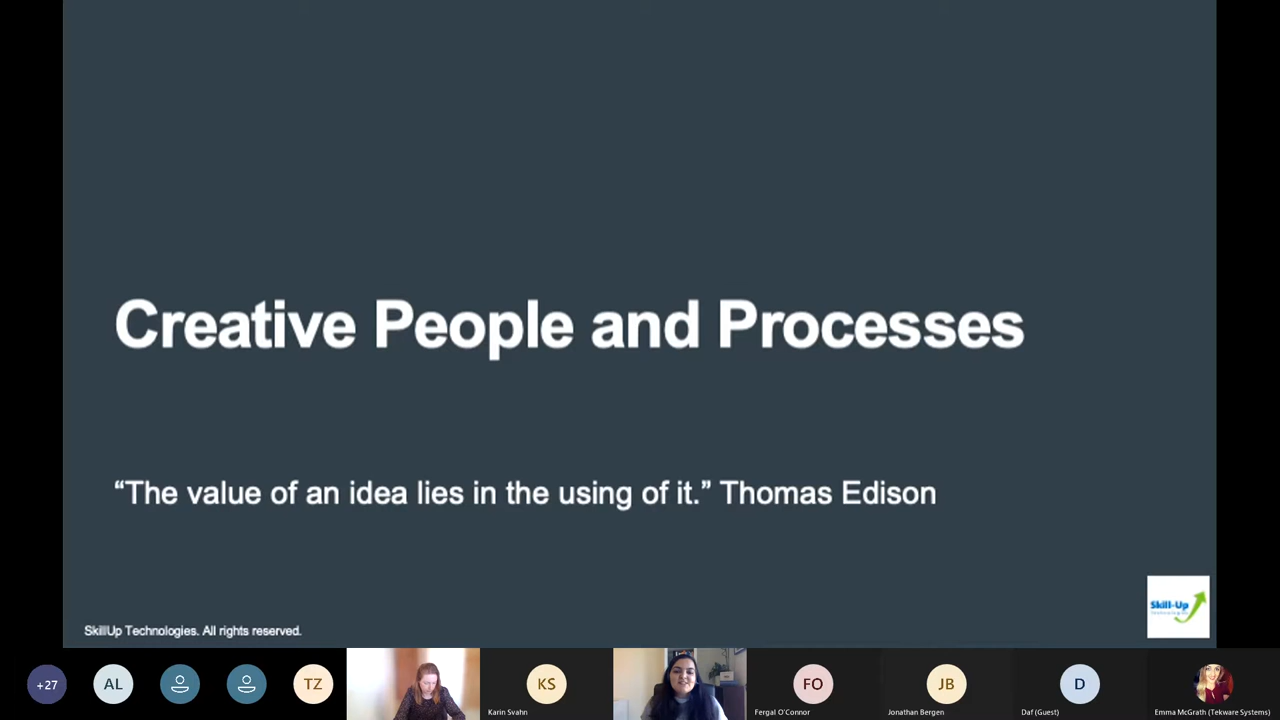 Creative People and Processes
“The value of an idea lies in the using of it.” Thomas Edison
Skill-Up
SkillUp Technologies. All rights reserved.
+27
AL
TZ
KS
Karin Svahn
FO
Fergal O'Connor
JB
Jonathan Bergen
D
Daf (Guest)
Emma McGrath (Tekware Systems)